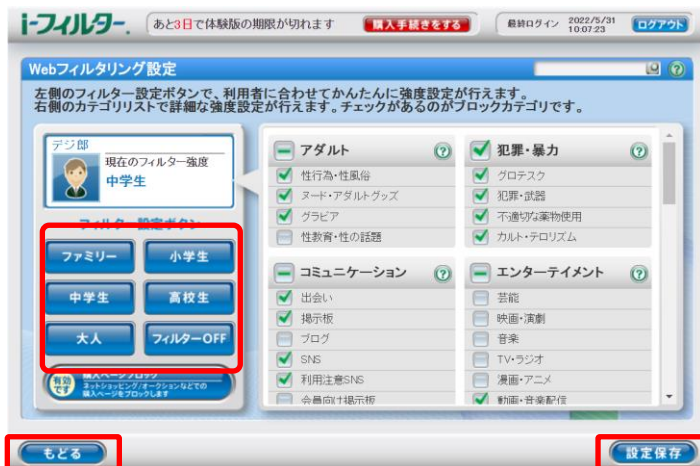 i-フィルター.
あと3日で体験版の期限が切れます
購入手続きをする
最終ログイン 2022/5/31 10:07:23
ログアウト
Webフィルタリング設定
左側のフィルター設定ボタンで、利用者に合わせてかんたんに強度設定が行えます。
右側のカテゴリリストで詳細な強度設定が行えます。チェックがあるのがブロックカテゴリです。
デジ郎
現在のフィルター強度
中学生
フィルター設定ボタン
ファミリー 小学生
中学生 高校生
大人 フィルターOFF
有効です
購入ページブロック
ネットショッピング/オークションなどでの
購入ページをブロックします
アダルト
性行為・性風俗
ヌード・アダルトグッズ
グラビア
性教育・性の話題
犯罪・暴力
グロテスク
犯罪・武器
不適切な薬物使用
カルト・テロリズム
コミュニケーション
出会い
掲示板
ブログ
SNS
利用注意SNS
会員向け掲示板
エンターテイメント
芸能
映画・演劇
音楽
TV・ラジオ
漫画・アニメ
動画・音楽配信
もどる
設定保存